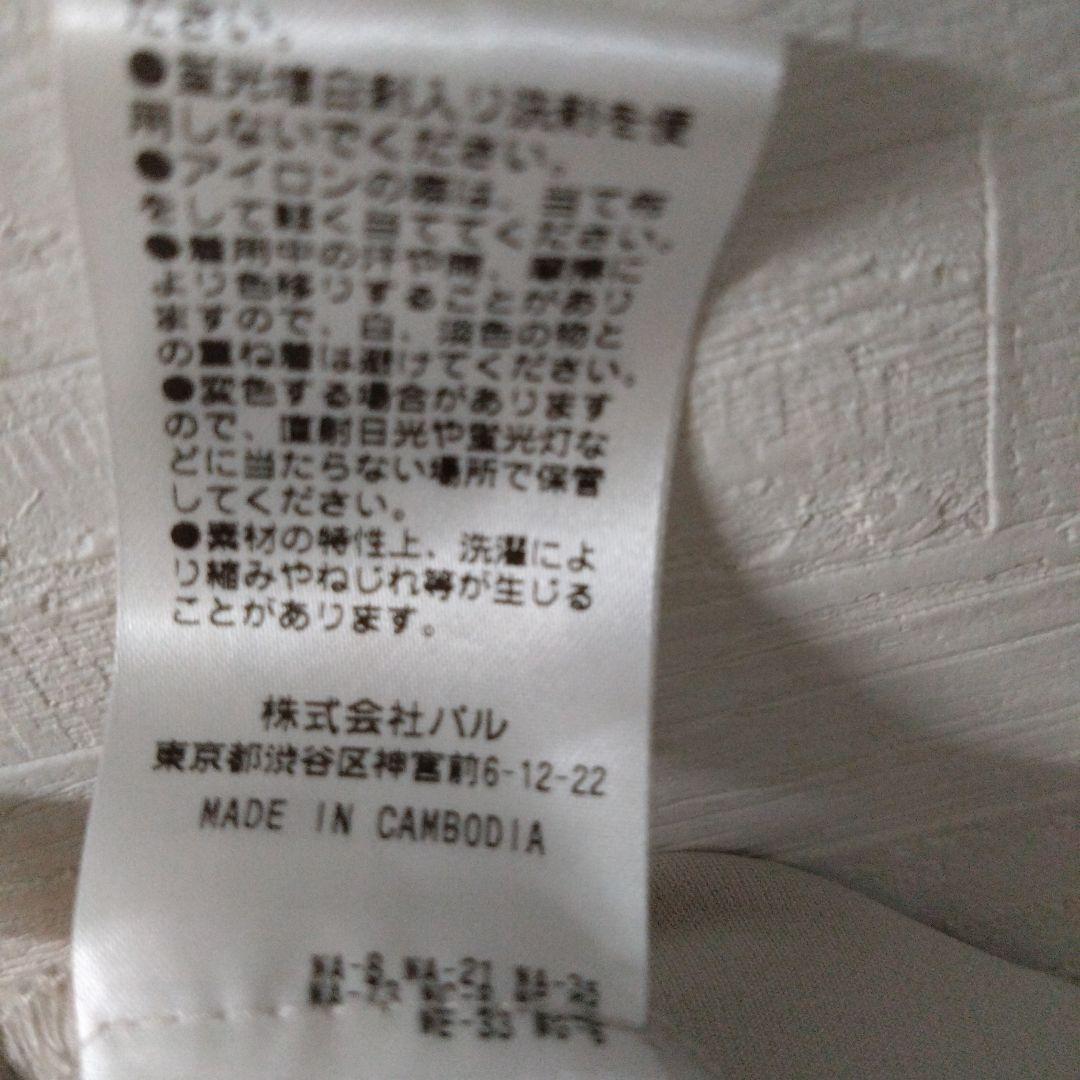 ださい。
●蛍光増白剤入り洗剤を使
用しないでください。
●アイロンの際は、当て布
をして軽く当ててください。
●着用中の汗や雨、摩擦に
より色移りすることがあり
ますので、白、淡色の物と
の重ね着は避けてください。
●変色する場合があります
ので、直射日光や蛍光灯な
どに当たらない場所で保管
してください。
●素材の特性上、洗濯によ
り縮みやねじれ等が生じる
ことがあります。
株式会社パル
東京都渋谷区神宮前6-12-22
MADE IN CAMBODIA
WA-8 WA-21